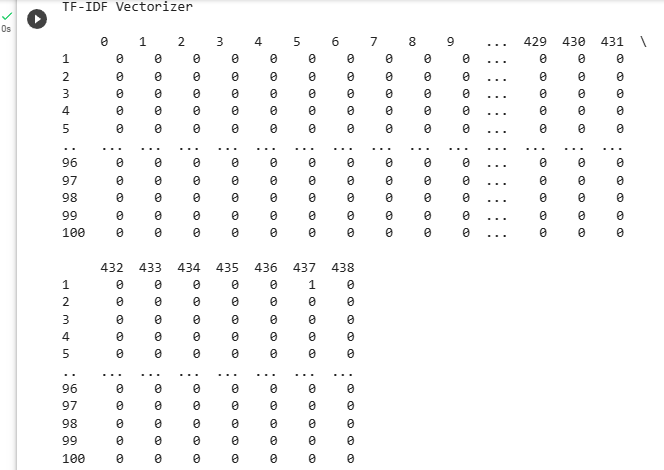 0s
TF-IDF Vectorizer
0 1 2 3 4 5 6 7 8 9 ... 429 430 431 \
1 0 0 0 0 0 0 0 0 0 0 ... 0 0 0
2 0 0 0 0 0 0 0 0 0 0 ... 0 0 0
3 0 0 0 0 0 0 0 0 0 0 ... 0 0 0
4 0 0 0 0 0 0 0 0 0 0 ... 0 0 0
5 0 0 0 0 0 0 0 0 0 0 ... 0 0 0
.. ... ... ... ... ... ... ... ... ... ... ... ... ... ...
96 0 0 0 0 0 0 0 0 0 0 ... 0 0 0
97 0 0 0 0 0 0 0 0 0 0 ... 0 0 0
98 0 0 0 0 0 0 0 0 0 0 ... 0 0 0
99 0 0 0 0 0 0 0 0 0 0 ... 0 0 0
100 0 0 0 0 0 0 0 0 0 0 ... 0 0 0
432 433 434 435 436 437 438
1 0 0 0 0 0 1 0
2 0 0 0 0 0 0 0
3 0 0 0 0 0 0 0
4 0 0 0 0 0 0 0
5 0 0 0 0 0 0 0
.. ... ... ... ... ... ... ...
96 0 0 0 0 0 0 0
97 0 0 0 0 0 0 0
98 0 0 0 0 0 0 0
99 0 0 0 0 0 0 0
100 0 0 0 0 0 0 0